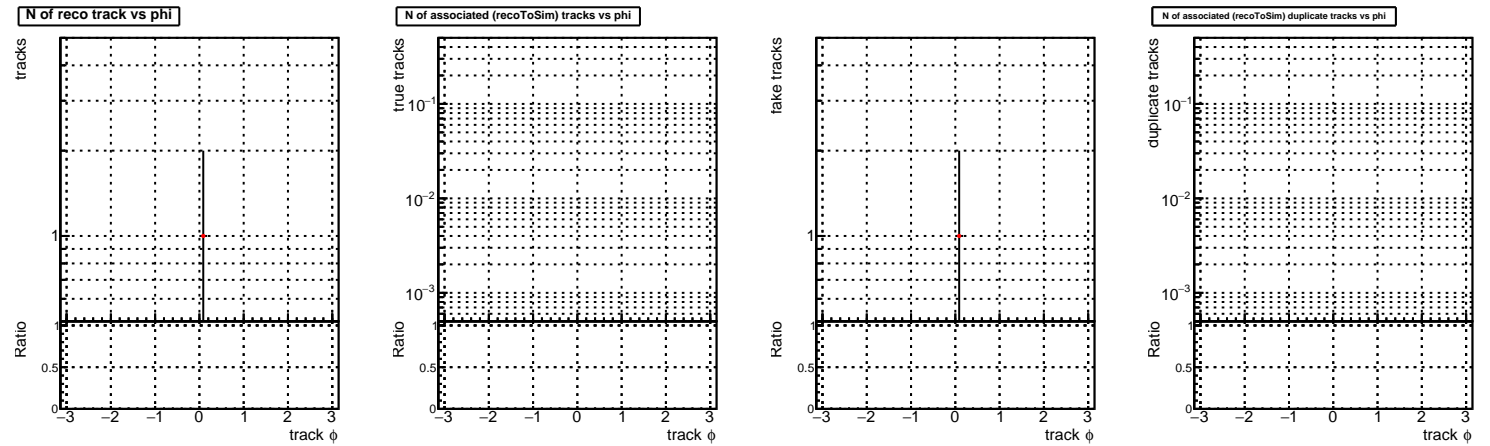 N of reco track vs phi
tracks
1
Ratio
1
0.5
0
−3 −2 −1 0 1 2 3
track ϕ
N of associated (recoToSim) tracks vs phi
true tracks
10−1
10−2
10−3
Ratio
1
0.5
0
−3 −2 −1 0 1 2 3
track ϕ
fake tracks
1
Ratio
1
0.5
0
−3 −2 −1 0 1 2 3
track ϕ
N of associated (recoToSim) duplicate tracks vs phi
duplicate tracks
10−1
10−2
10−3
Ratio
1
0.5
0
−3 −2 −1 0 1 2 3
track ϕ